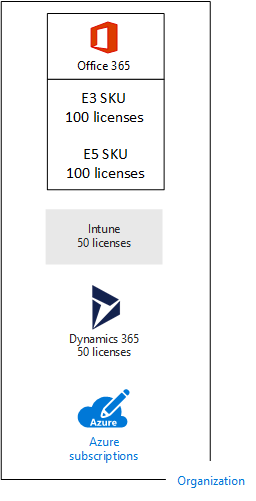 Office 365
E3 SKU
100 licenses
E5 SKU
100 licenses
Intune
50 licenses
Dynamics 365
50 licenses
Azure
Azure
subscriptions
Organization